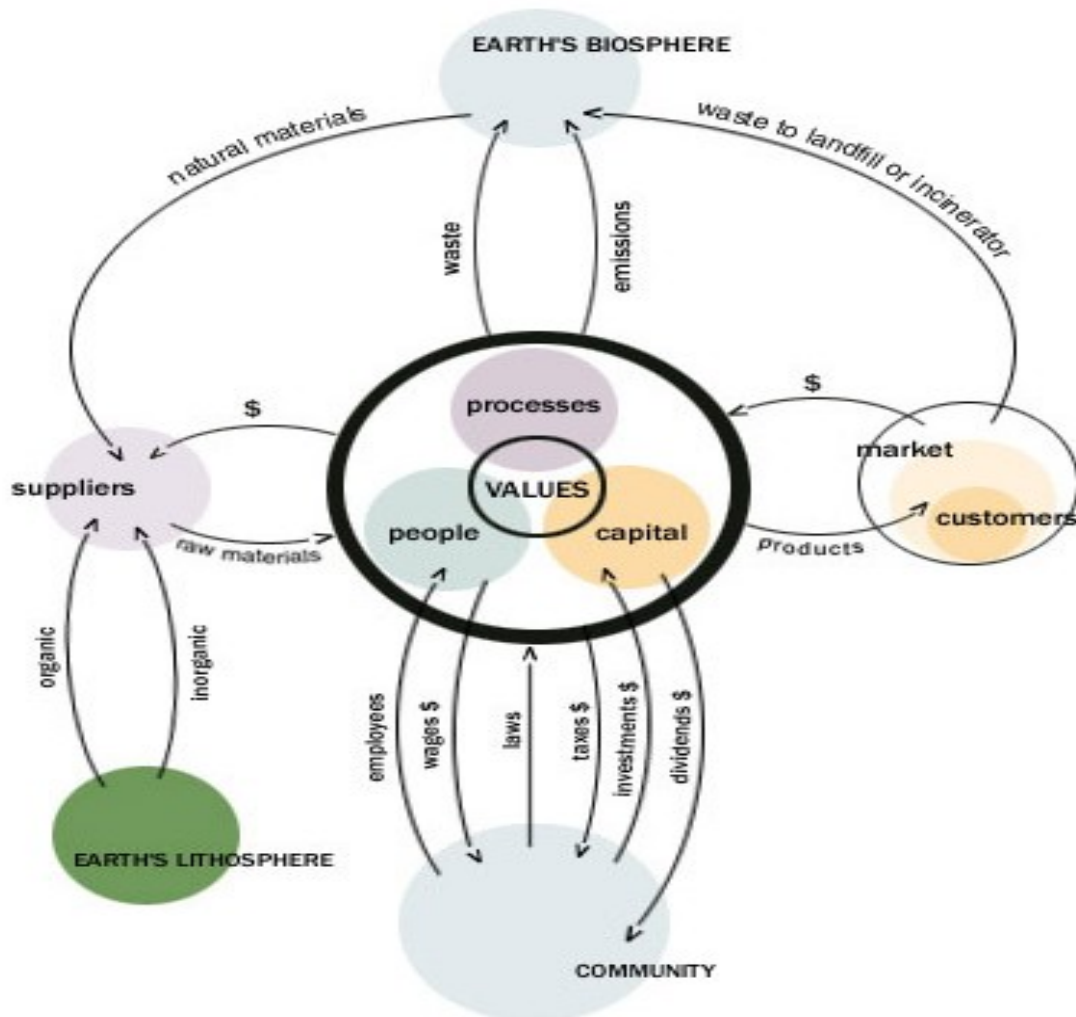 EARTH'S BIOSPHERE
natural materials
waste to landfill or incinerator
waste
emissions
processes
$
$
suppliers
VALUES
market
people
capital
customers
raw materials
products
organic
inorganic
employees
wages $
laws
taxes $
investments $
dividends $
EARTH'S LITHOSPHERE
COMMUNITY